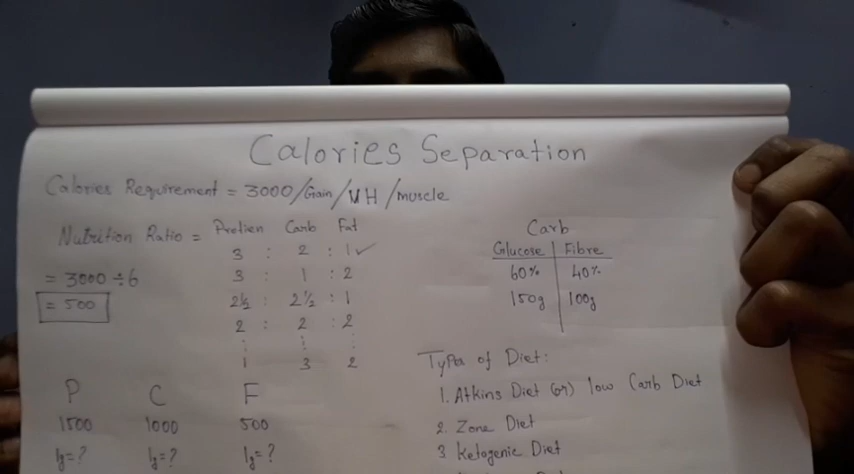 Calories Separation
Calories Requirement = 3000/Gain/VH/muscle
Nutrition Ratio = Protien Carb Fat
3 : 2 : 1 ✓
= 3000 ÷ 6
3 : 1 : 2
= 500
2½ : 2½ : 1
2 : 2 : 2
1 3 2
P C F
1500 1000 500
1g=? 1g=? 1g=?
Carb
Glucose Fibre
60% 40%
150g 100g
Types of Diet:
1. Atkins Diet (or) low Carb Diet
2. Zone Diet
3 Ketogenic Diet